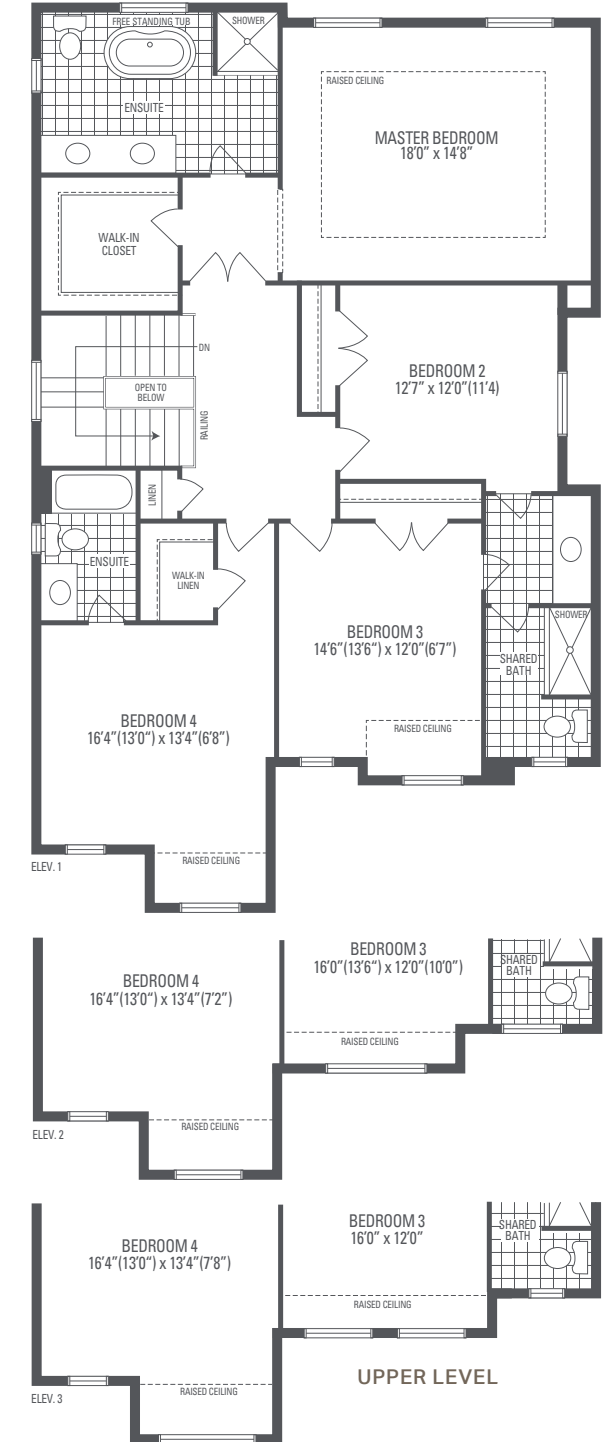 FREE STANDING TUB
SHOWER
ENSUITE
RAISED CEILING
MASTER BEDROOM
18'0" x 14'8"
WALK-IN
CLOSET
DN
OPEN TO
BELOW
RAILING
BEDROOM 2
12'7" x 12'0"(11'4)
LINEN
ENSUITE
WALK-IN
LINEN
SHOWER
BEDROOM 3
14'6"(13'6") x 12'0"(6'7")
SHARED
BATH
RAISED CEILING
BEDROOM 4
16'4"(13'0") x 13'4"(6'8")
RAISED CEILING
ELEV. 1
BEDROOM 3
16'0"(13'6") x 12'0"(10'0")
SHARED
BATH
BEDROOM 4
16'4"(13'0") x 13'4"(7'2")
RAISED CEILING
RAISED CEILING
ELEV. 2
BEDROOM 3
16'0" x 12'0"
SHARED
BATH
BEDROOM 4
16'4"(13'0") x 13'4"(7'8")
RAISED CEILING
UPPER LEVEL
RAISED CEILING
ELEV. 3